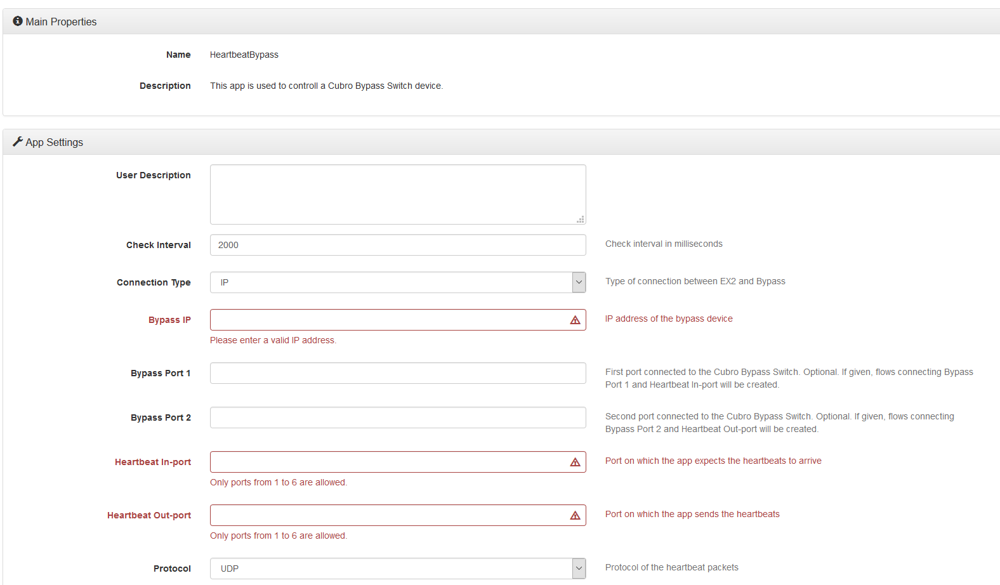 Main Properties
Name HeartbeatBypass
Description This app is used to controll a Cubro Bypass Switch device.
App Settings
User Description
Check Interval 2000 Check interval in milliseconds
Connection Type IP Type of connection between EX2 and Bypass
Bypass IP IP address of the bypass device
Please enter a valid IP address.
Bypass Port 1 First port connected to the Cubro Bypass Switch. Optional. If given, flows connecting Bypass
Port 1 and Heartbeat In-port will be created.
Bypass Port 2 Second port connected to the Cubro Bypass Switch. Optional. If given, flows connecting
Bypass Port 2 and Heartbeat Out-port will be created.
Heartbeat In-port Port on which the app expects the heartbeats to arrive
Only ports from 1 to 6 are allowed.
Heartbeat Out-port Port on which the app sends the heartbeats
Only ports from 1 to 6 are allowed.
Protocol UDP Protocol of the heartbeat packets